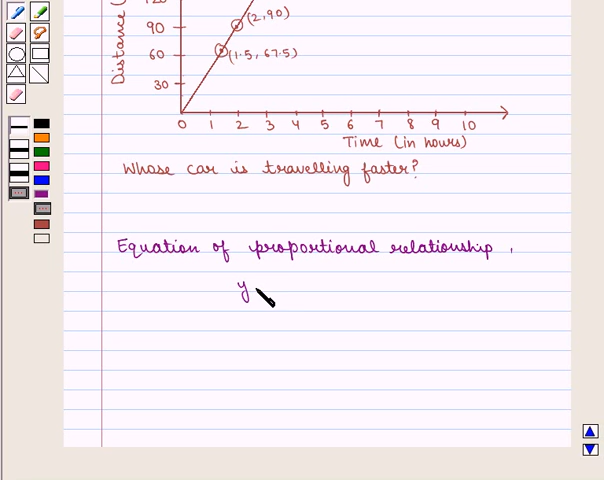 120
(2,90)
90
Distance (
60
(1.5, 67.5)
30
0 1 2 3 4 5 6 7 8 9 10
Time (in hours)
Whose car is travelling faster?
Equation of proportional relationship,
y